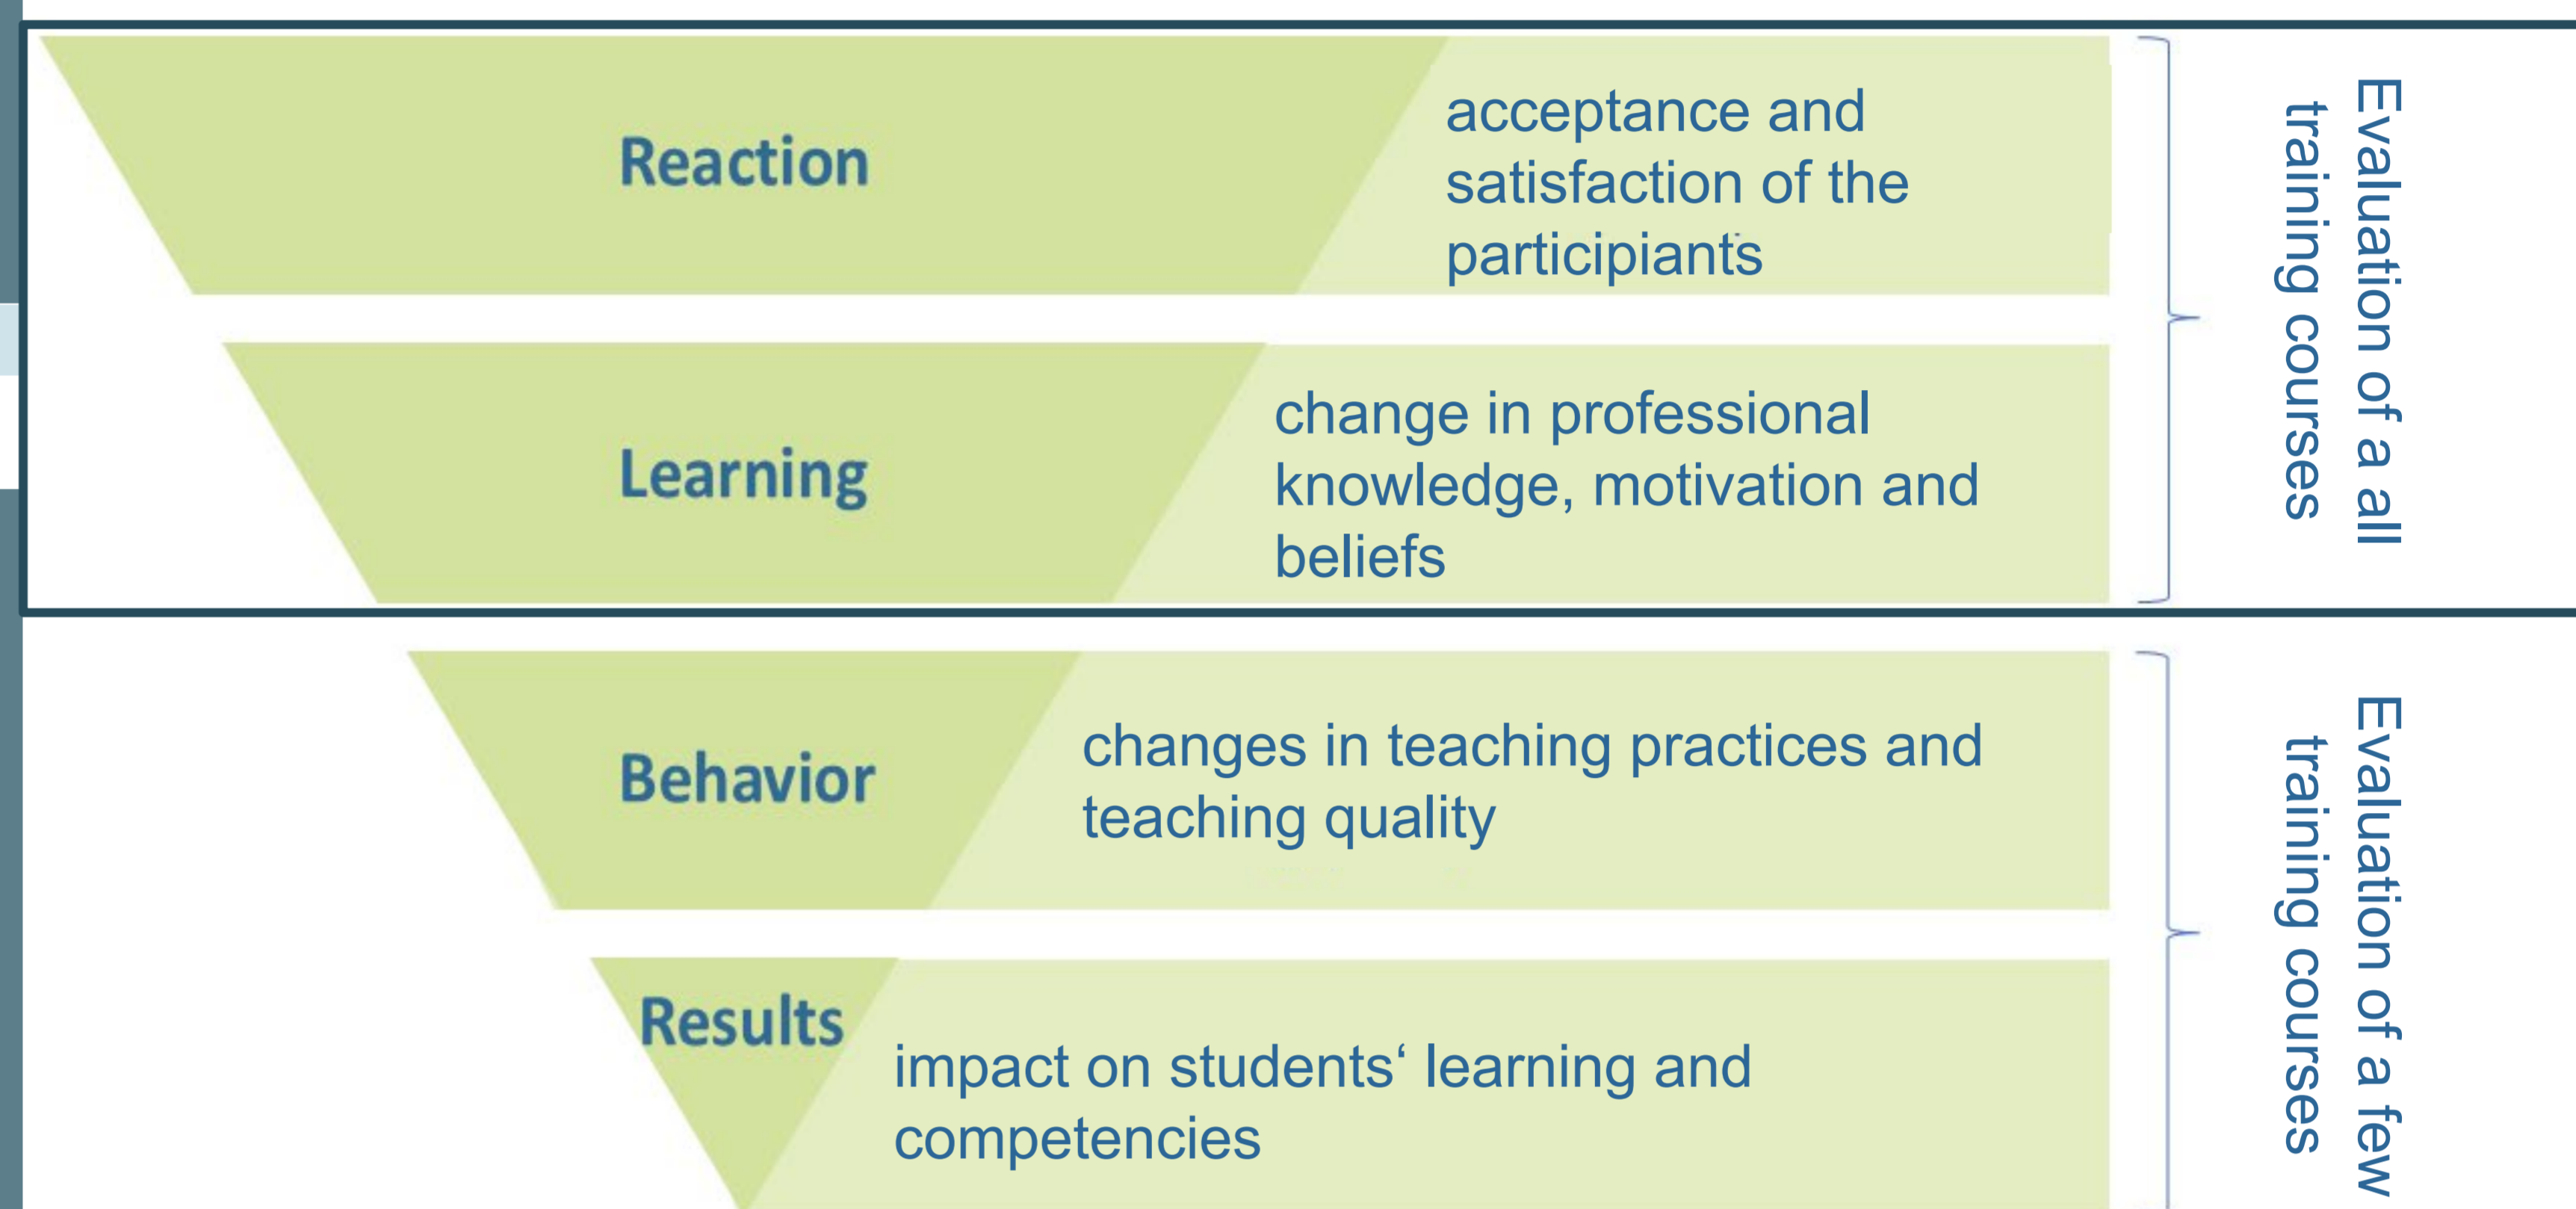 Reaction
acceptance and
satisfaction of the
participiants
Learning
change in professional
knowledge, motivation and
beliefs
Evaluation of a all
training courses
Behavior
changes in teaching practices and
teaching quality
Results
impact on students‘ learning and
competencies
Evaluation of a few
training courses